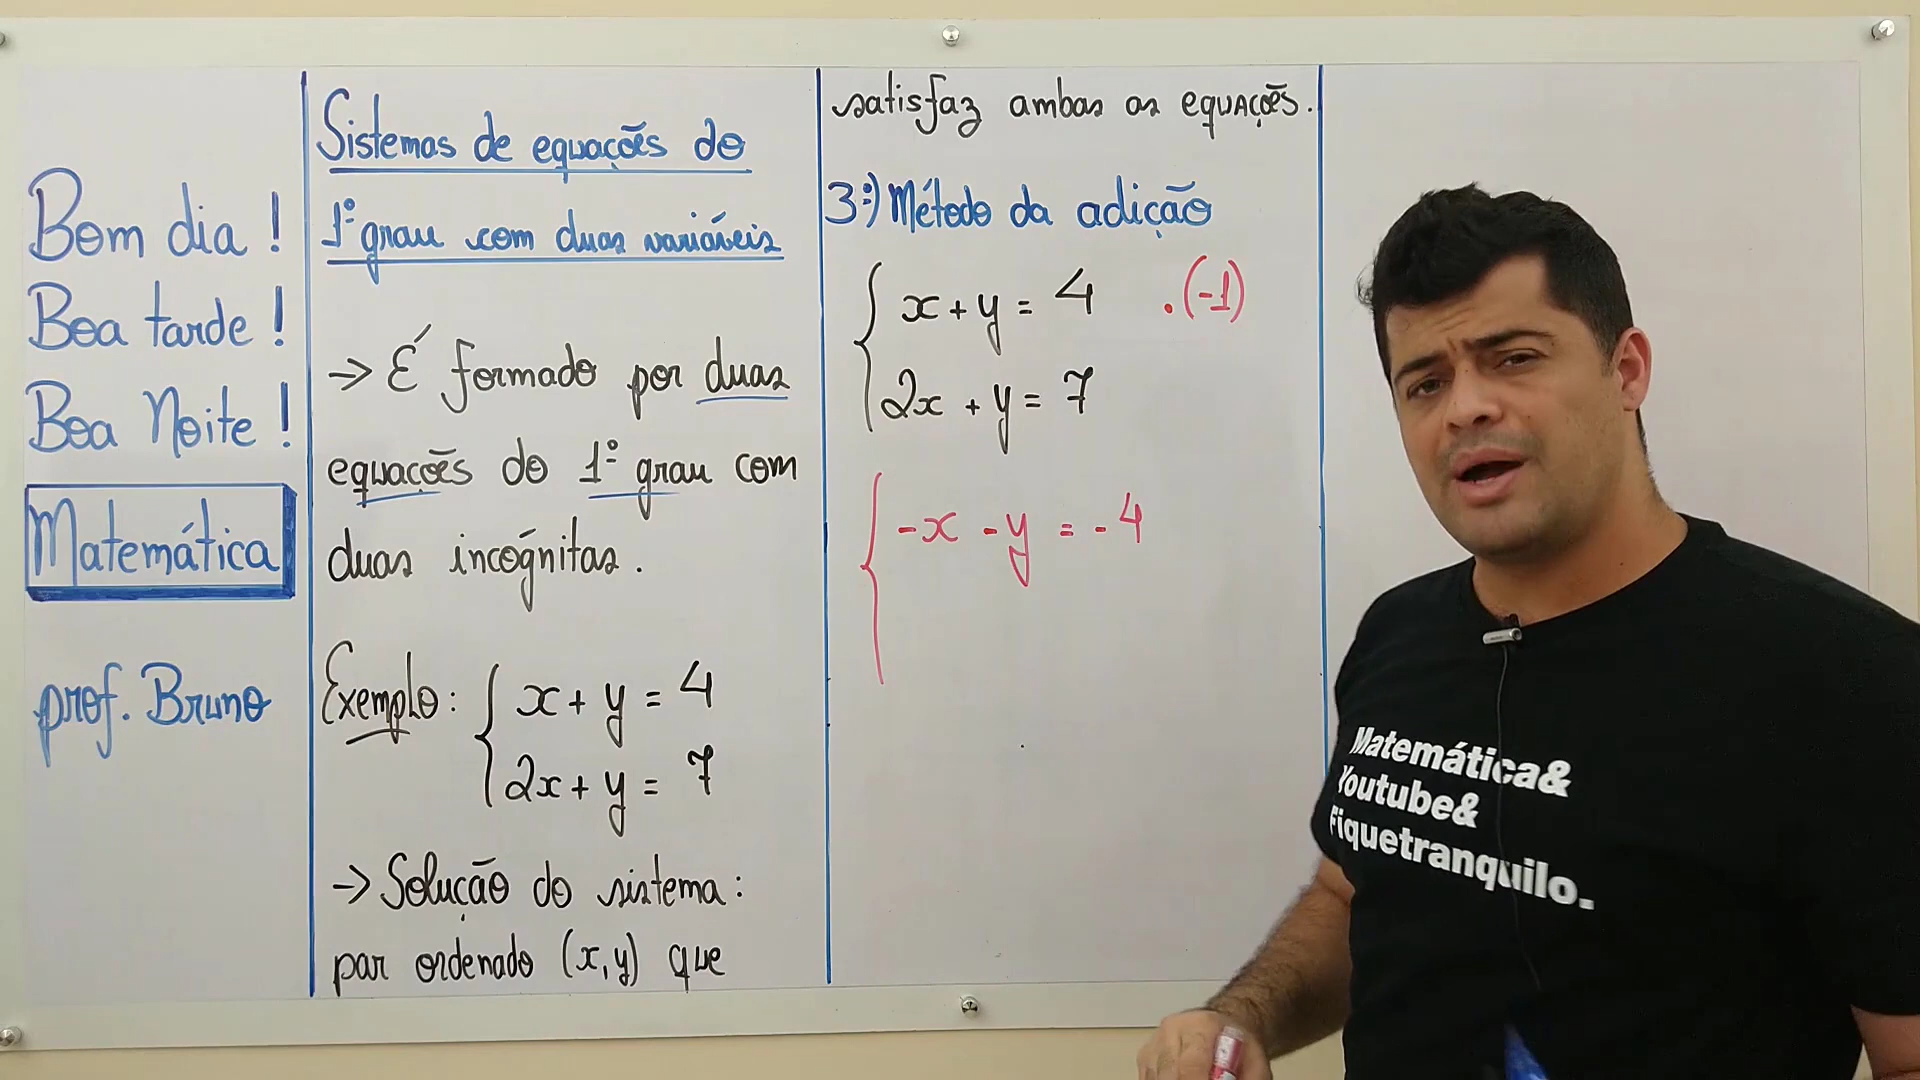 Bom dia !
Boa tarde !
Boa Noite !
Matemática
prof. Bruno
Sistemas de equações do
1º grau com duas variáveis
→ É formado por duas
equações do 1º grau com
duas incógnitas.
Exemplo: { x + y = 4
2x + y = 7
→ Solução do sistema:
par ordenado (x,y) que
satisfaz ambas as equações.
3º) Método da adição
{ x + y = 4 .(-1)
2x + y = 7
{ -x - y = -4
Matemática&
Youtube&
Fiquetranquilo.